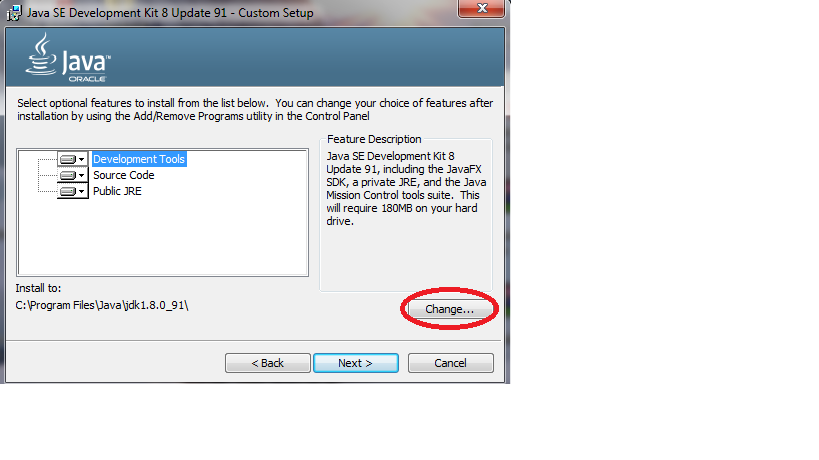 Java SE Development Kit 8 Update 91 - Custom Setup
Java™
ORACLE
Select optional features to install from the list below.  You can change your choice of features after
installation by using the Add/Remove Programs utility in the Control Panel
Development Tools
Source Code
Public JRE
Feature Description
Java SE Development Kit 8
Update 91, including the JavaFX
SDK, a private JRE, and the Java
Mission Control tools suite.  This
will require 180MB on your hard
drive.
Install to:
C:\Program Files\Java\jdk1.8.0_91\
Change...
< Back
Next >
Cancel